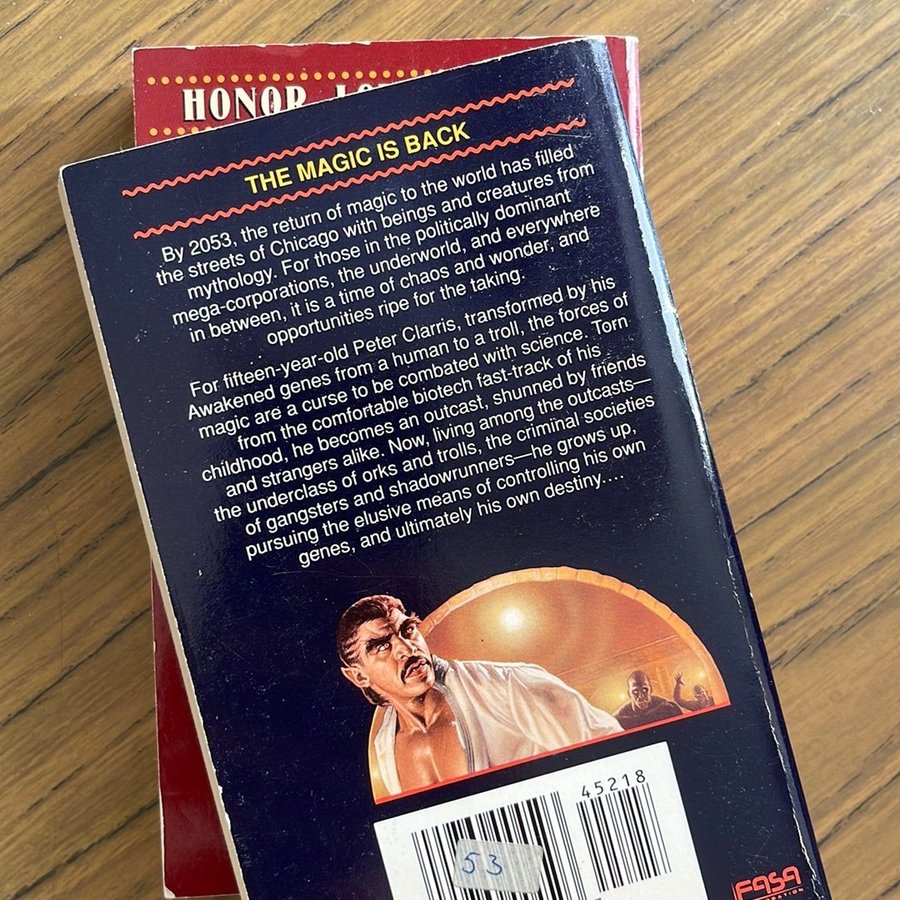 HONOR
THE MAGIC IS BACK
By 2053, the return of magic to the world has filled
the streets of Chicago with beings and creatures from
mythology. For those in the politically dominant
mega-corporations, the underworld, and everywhere
in between, it is a time of chaos and wonder, and
opportunities ripe for the taking.
For fifteen-year-old Peter Clarris, transformed by his
Awakened genes from a human to a troll, the forces of
magic are a curse to be combated with science. Torn
from the comfortable biotech fast-track of his
childhood, he becomes an outcast, shunned by friends
and strangers alike. Now, living among the outcasts—
the underclass of orks and trolls, the criminal societies
of gangsters and shadowrunners—he grows up,
pursuing the elusive means of controlling his own
genes, and ultimately his own destiny....
45218
53
FASA